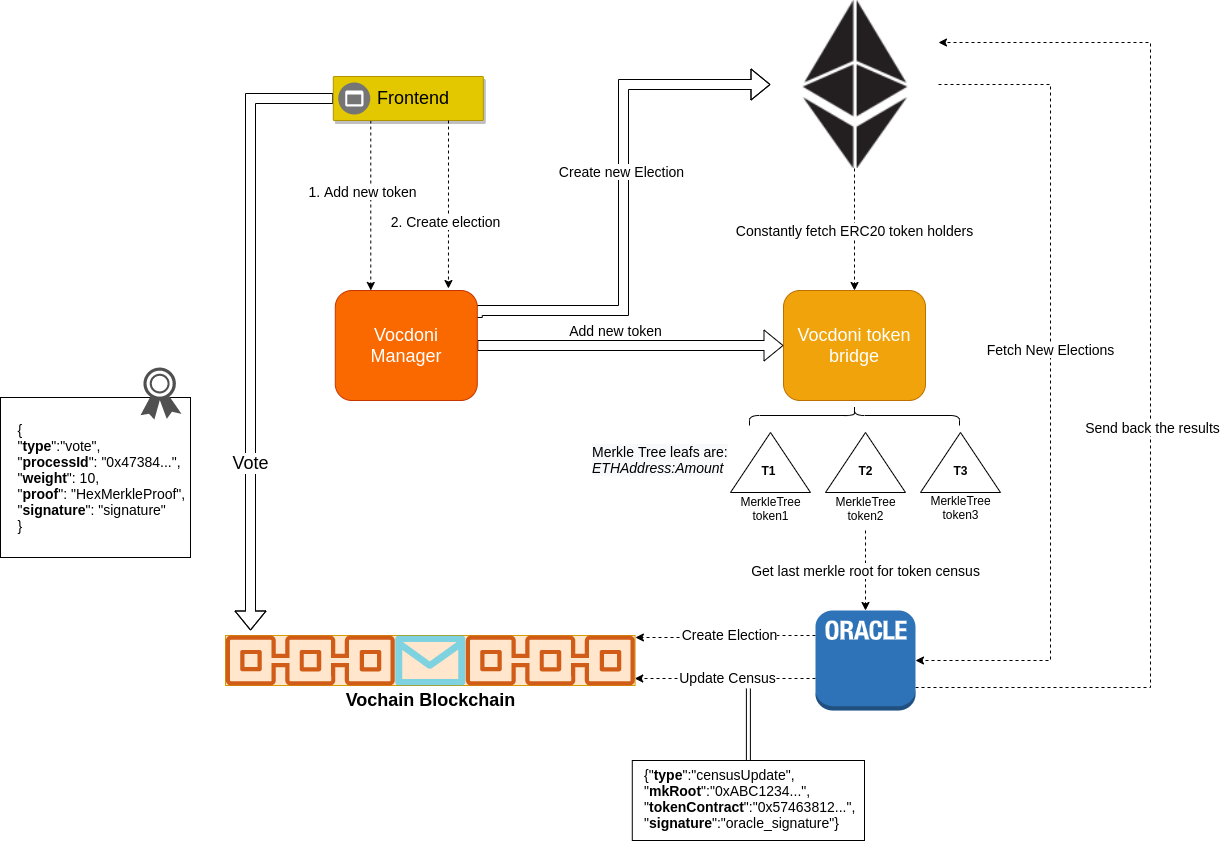 Frontend
Create new Election
1. Add new token
2. Create election
Constantly fetch ERC20 token holders
Vocdoni
Manager
Add new token
Vocdoni token
bridge
Fetch New Elections
Send back the results
Vote
{
"type":"vote",
"processId": "0x47384...",
"weight": 10,
"proof": "HexMerkleProof",
"signature": "signature"
}
Merkle Tree leafs are:
ETHAddress:Amount
T1
T2
T3
MerkleTree
token1
MerkleTree
token2
MerkleTree
token3
Get last merkle root for token census
ORACLE
Create Election
Update Census
Vochain Blockchain
{"type":"censusUpdate",
"mkRoot":"0xABC1234...",
"tokenContract":"0x57463812...",
"signature":"oracle_signature"}